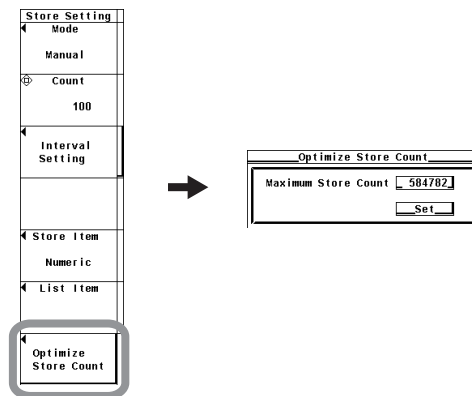 Store Setting
Mode
Manual
Count
100
Interval
Setting
Store Item
Numeric
List Item
Optimize
Store Count
Optimize Store Count
Maximum Store Count 584782
Set